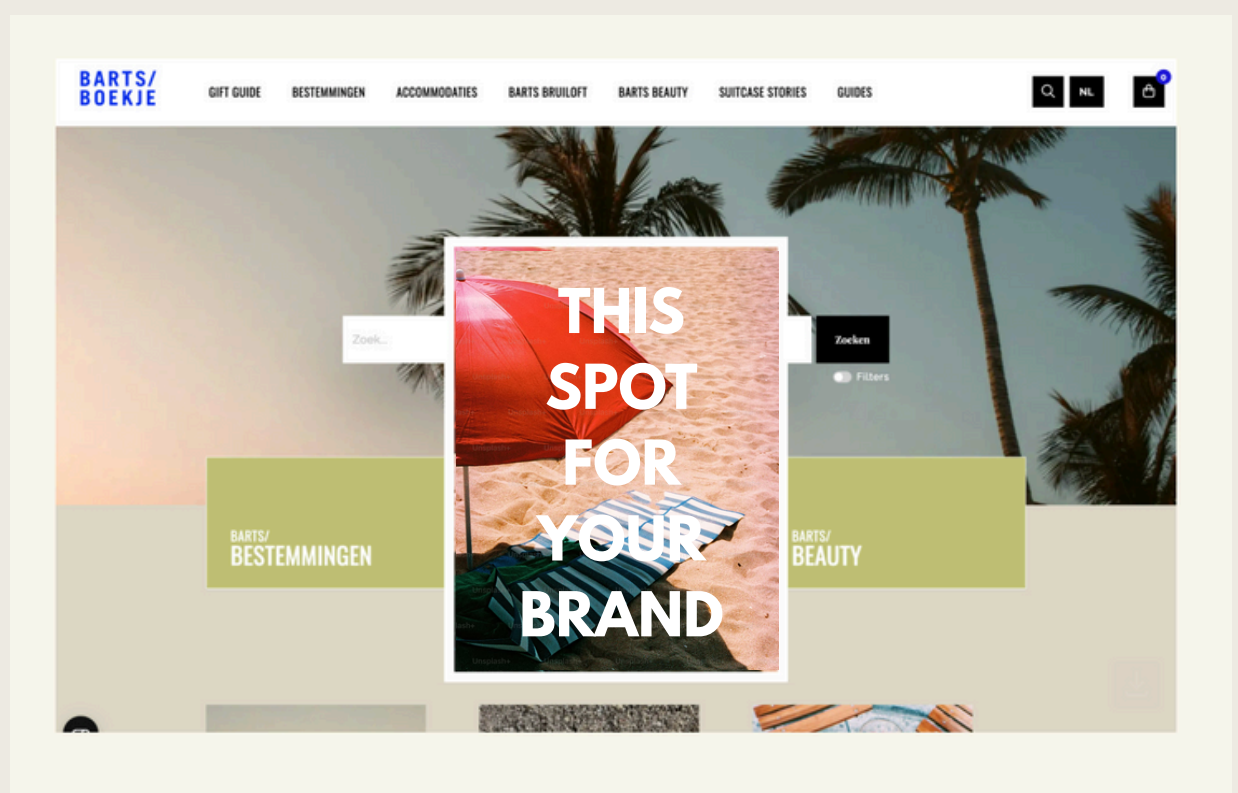 BARTS/
BOEKJE
GIFT GUIDE
BESTEMMINGEN
ACCOMMODATIES
BARTS BRUILOFT
BARTS BEAUTY
SUITCASE STORIES
GUIDES
NL
0
Zoek...
Zoeken
Filters
THIS
SPOT
FOR
YOUR
BRAND
BARTS/
BESTEMMINGEN
BARTS/
BEAUTY
Unsplash+